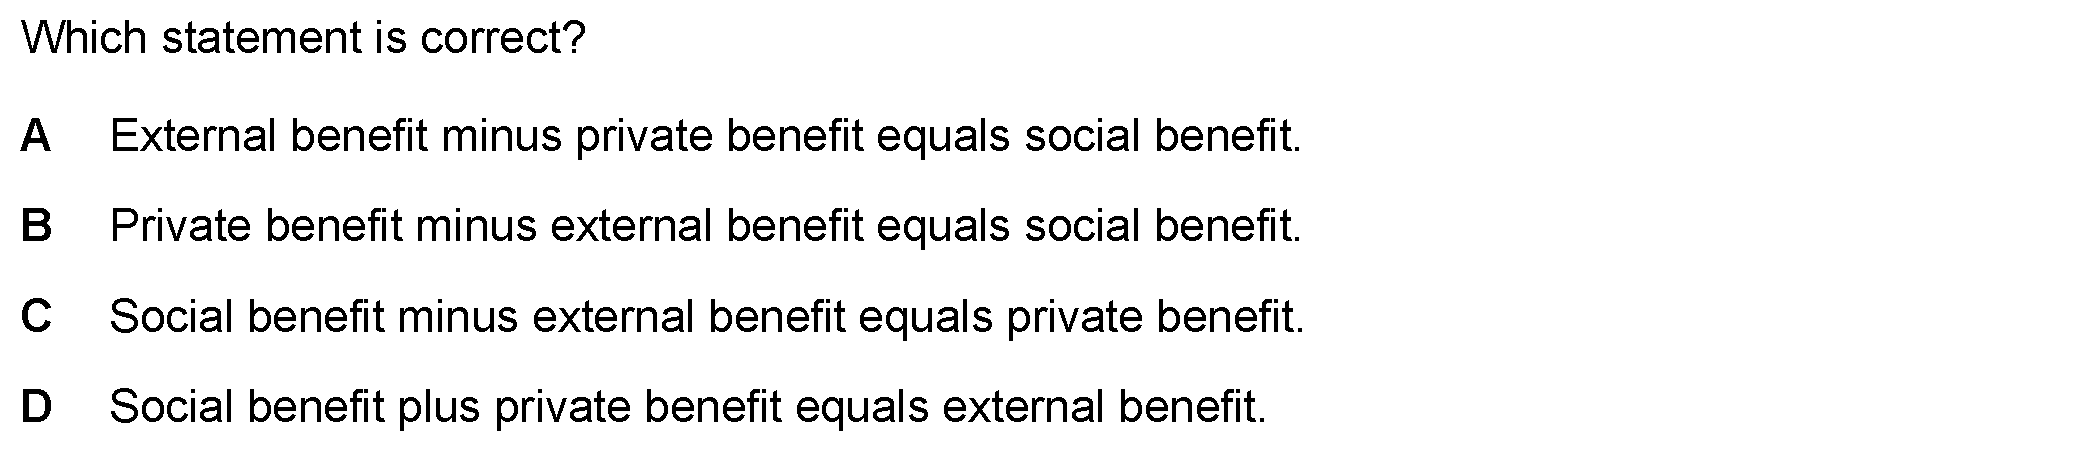 Which statement is correct?
A External benefit minus private benefit equals social benefit.
B Private benefit minus external benefit equals social benefit.
C Social benefit minus external benefit equals private benefit.
D Social benefit plus private benefit equals external benefit.